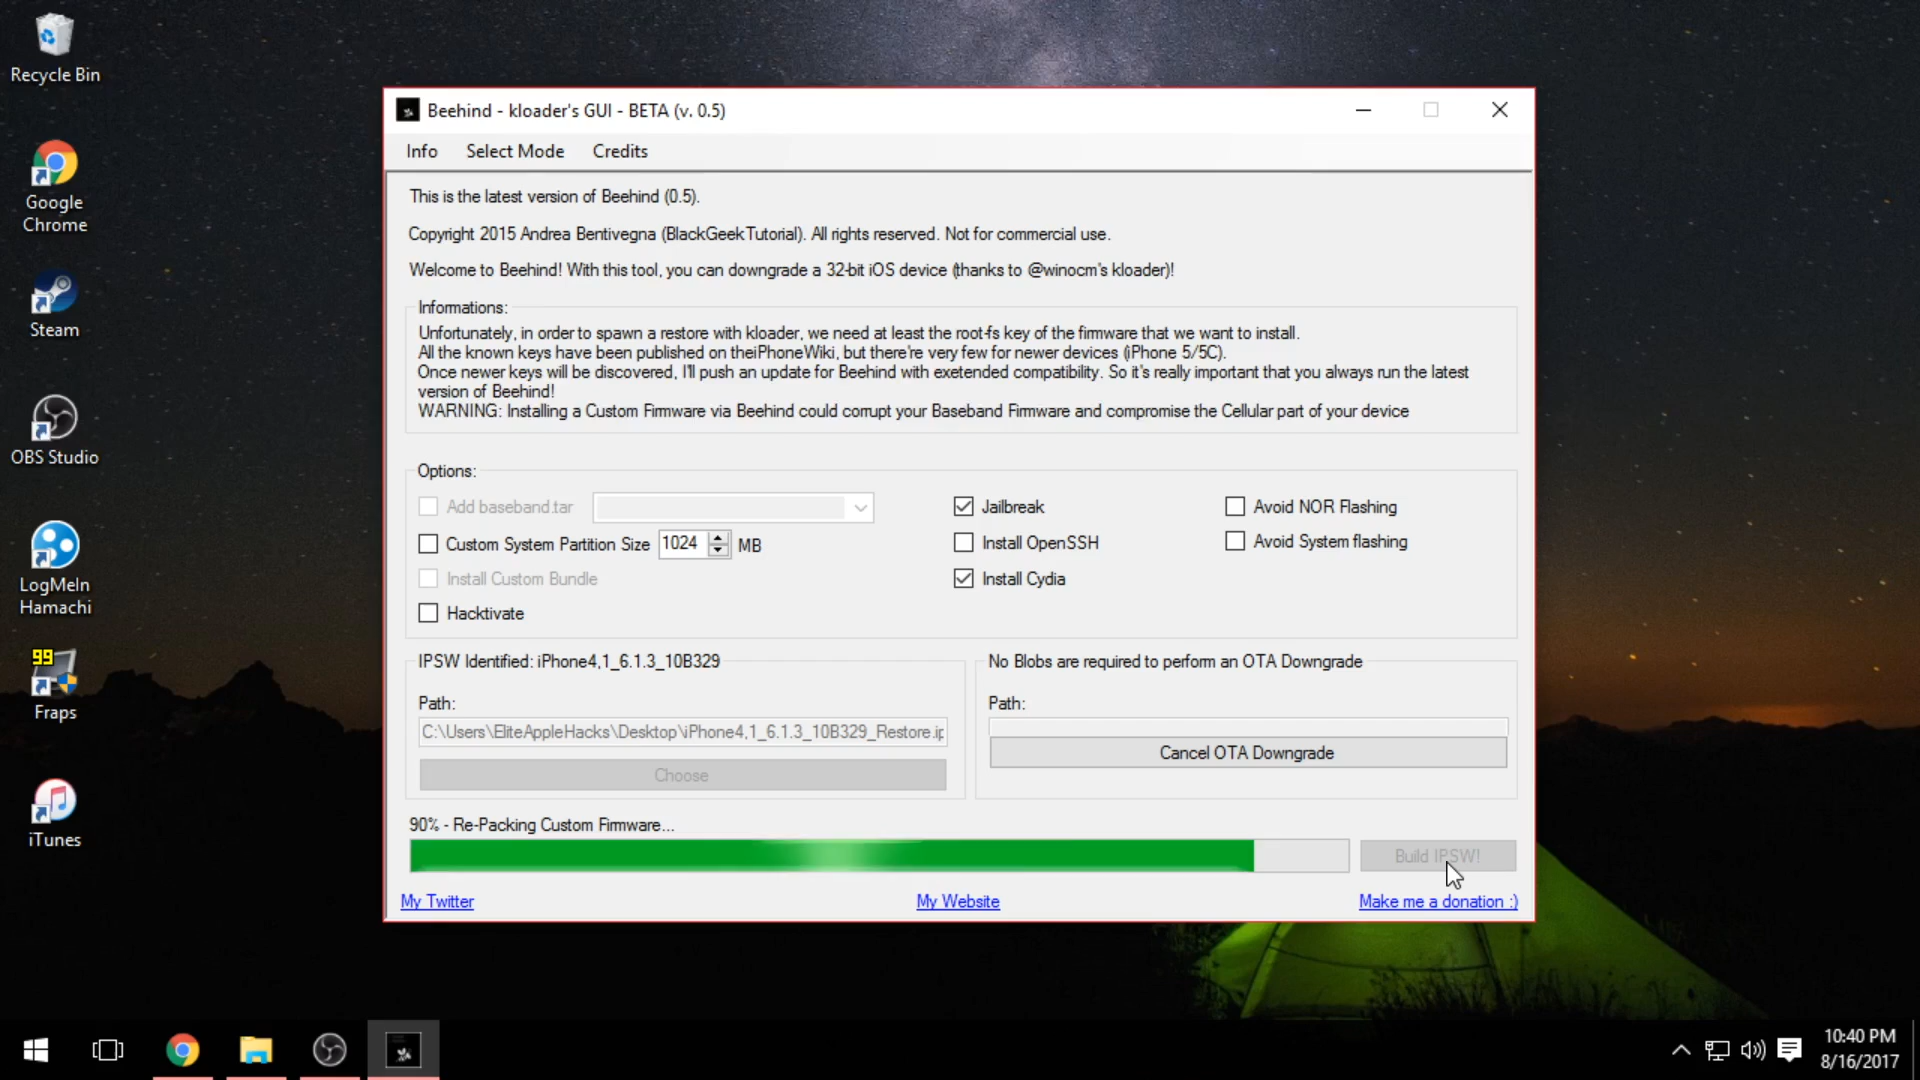 Recycle Bin
Google
Chrome
Steam
OBS Studio
LogMeIn
Hamachi
99
Fraps
iTunes
Beehind - kloader's GUI - BETA (v. 0.5)
Info Select Mode Credits
This is the latest version of Beehind (0.5).
Copyright 2015 Andrea Bentivegna (BlackGeekTutorial). All rights reserved. Not for commercial use.
Welcome to Beehind! With this tool, you can downgrade a 32-bit iOS device (thanks to @winocm's kloader)!
Informations:
Unfortunately, in order to spawn a restore with kloader, we need at least the root-fs key of the firmware that we want to install.
All the known keys have been published on theiPhoneWiki, but there're very few for newer devices (iPhone 5/5C).
Once newer keys will be discovered, I'll push an update for Beehind with exetended compatibility. So it's really important that you always run the latest
version of Beehind!
WARNING: Installing a Custom Firmware via Beehind could corrupt your Baseband Firmware and compromise the Cellular part of your device
Options:
Add baseband.tar Jailbreak Avoid NOR Flashing
Custom System Partition Size 1024 MB Install OpenSSH Avoid System flashing
Install Custom Bundle Install Cydia
Hacktivate
IPSW Identified: iPhone4,1_6.1.3_10B329
Path:
C:\Users\EliteAppleHacks\Desktop\iPhone4,1_6.1.3_10B329_Restore.ip
Choose
No Blobs are required to perform an OTA Downgrade
Path:
Cancel OTA Downgrade
90% - Re-Packing Custom Firmware...
Build IPSW!
My Twitter My Website Make me a donation :)
10:40 PM
8/16/2017